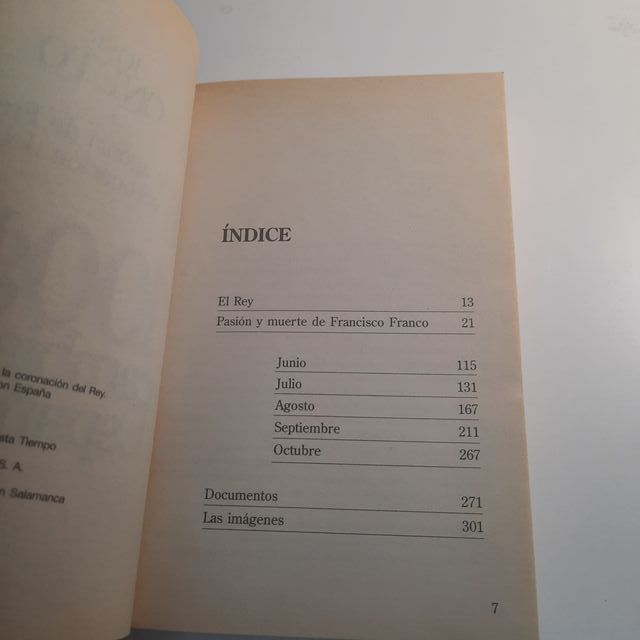 la coronación del Rey.
on España
Tiempo
S. A.
Salamanca
ÍNDICE
El Rey 13
Pasión y muerte de Francisco Franco 21
Junio 115
Julio 131
Agosto 167
Septiembre 211
Octubre 267
Documentos 271
Las imágenes 301
7